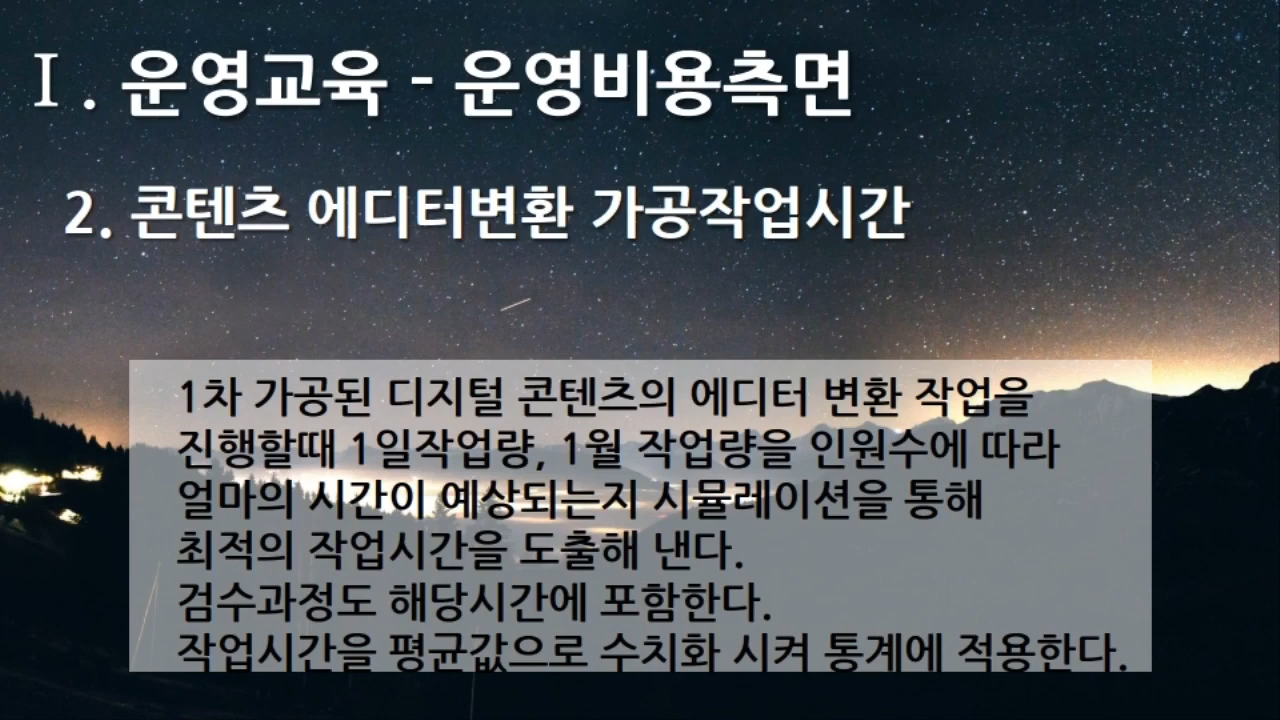 Ⅰ. 운영교육 - 운영비용측면
2. 콘텐츠 에디터변환 가공작업시간
1차 가공된 디지털 콘텐츠의 에디터 변환 작업을
진행할때 1일작업량, 1월 작업량을 인원수에 따라
얼마의 시간이 예상되는지 시뮬레이션을 통해
최적의 작업시간을 도출해 낸다.
검수과정도 해당시간에 포함한다.
작업시간을 평균값으로 수치화 시켜 통계에 적용한다.